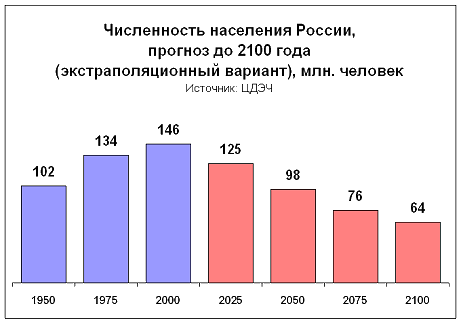 Численность населения России,
прогноз до 2100 года
(экстраполяционный вариант), млн. человек
Источник: ЦДЭЧ
102 134 146 125 98 76 64
1950 1975 2000 2025 2050 2075 2100